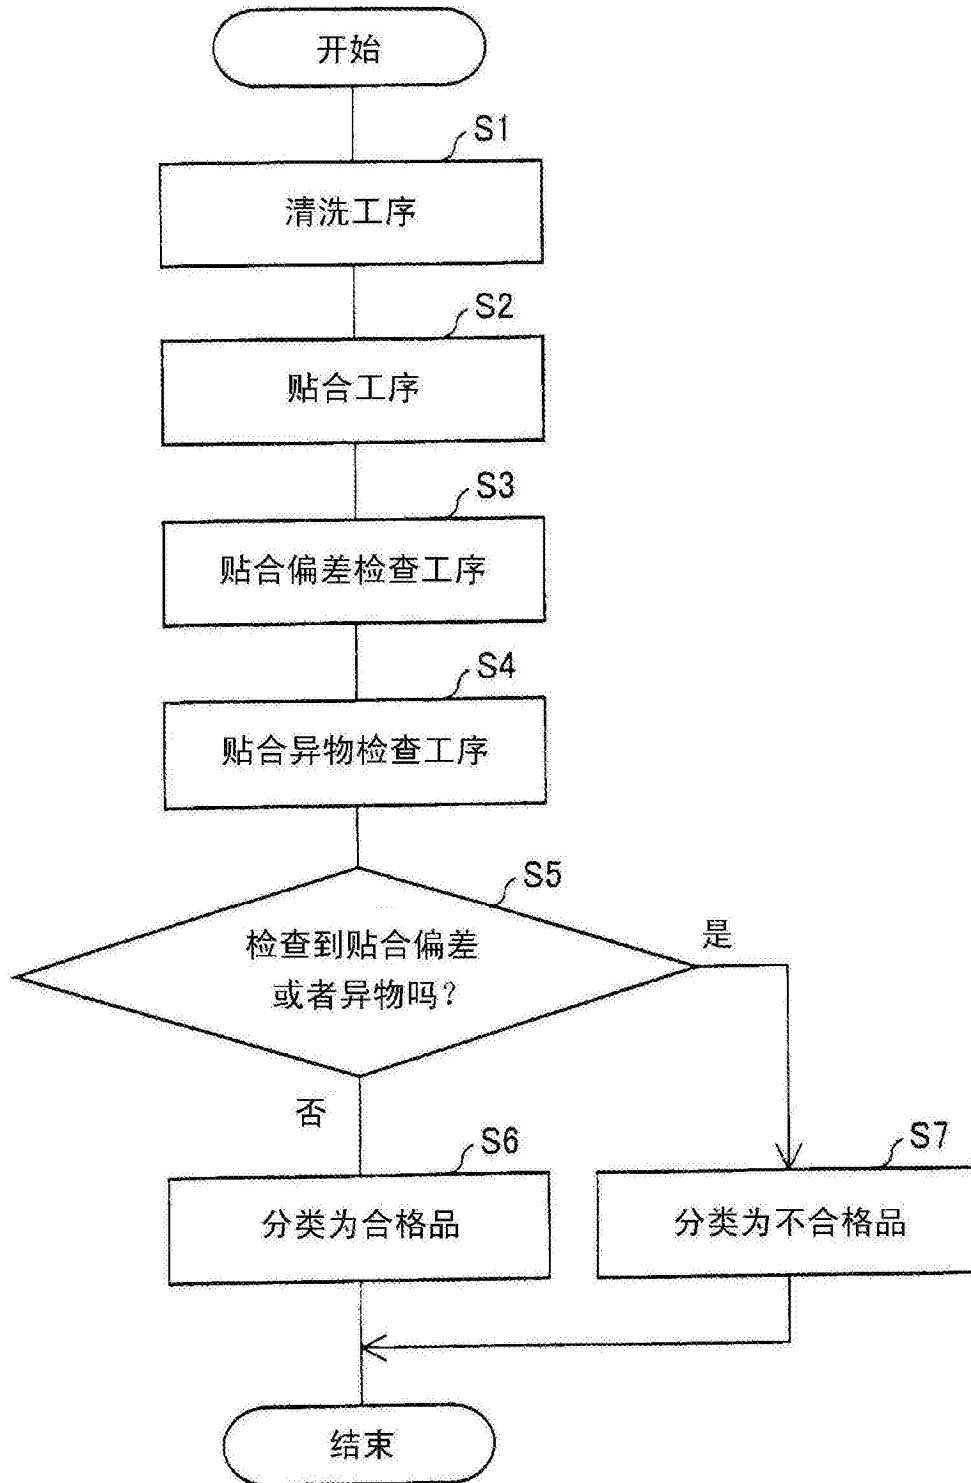 开始
S1
清洗工序
S2
贴合工序
S3
贴合偏差检查工序
S4
贴合异物检查工序
S5
检查到贴合偏差
或者异物吗？
是
否
S6
分类为合格品
S7
分类为不合格品
结束